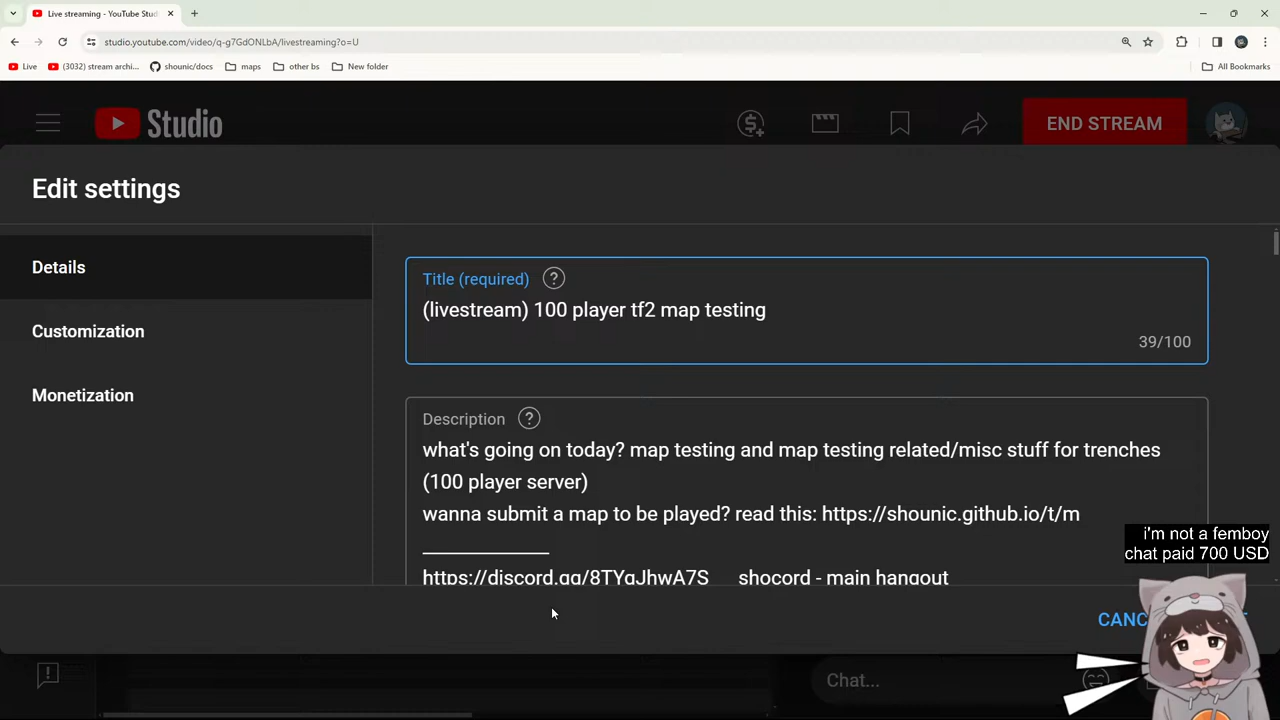 Live streaming - YouTube Stu
studio.youtube.com/video/q-g7GdONLbA/livestreaming?o=U
Live
(3032) stream archi...
shounic/docs
maps
other bs
New folder
All Bookmarks
Studio
END STREAM
Edit settings
Details
Customization
Monetization
Title (required)
(livestream) 100 player tf2 map testing
39/100
Description
what's going on today? map testing and map testing related/misc stuff for trenches
(100 player server)
wanna submit a map to be played? read this: https://shounic.github.io/t/m
https://discord.gg/8TYgJhwA7S shocord - main hangout
i'm not a femboy
chat paid 700 USD
CANC
Chat...